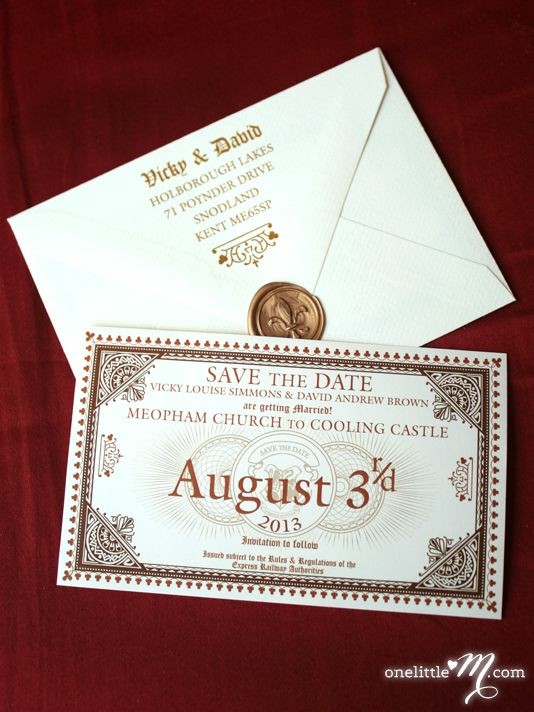 Vicky & David
HOLBOROUGH LAKES
71 POYNDER DRIVE
SNODLAND
KENT ME65SP
SAVE THE DATE
VICKY LOUISE SIMMONS & DAVID ANDREW BROWN
are getting Married!
MEOPHAM CHURCH TO COOLING CASTLE
SAVE THE DATE
August 3rd
2013
Invitation to follow
Issued subject to the Rules & Regulations of the
Express Railway Authorities
onelittleM.com